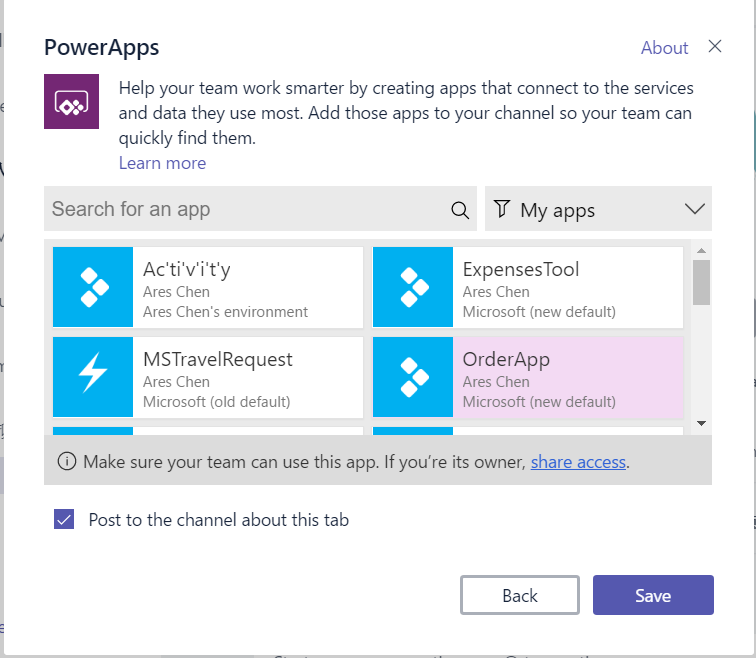 PowerApps
About
Help your team work smarter by creating apps that connect to the services
and data they use most. Add those apps to your channel so your team can
quickly find them.
Learn more
Search for an app
My apps
Ac'ti'v'i't'y
Ares Chen
Ares Chen's environment
ExpensesTool
Ares Chen
Microsoft (new default)
MSTravelRequest
Ares Chen
Microsoft (old default)
OrderApp
Ares Chen
Microsoft (new default)
Make sure your team can use this app. If you’re its owner, share access.
Post to the channel about this tab
Back
Save